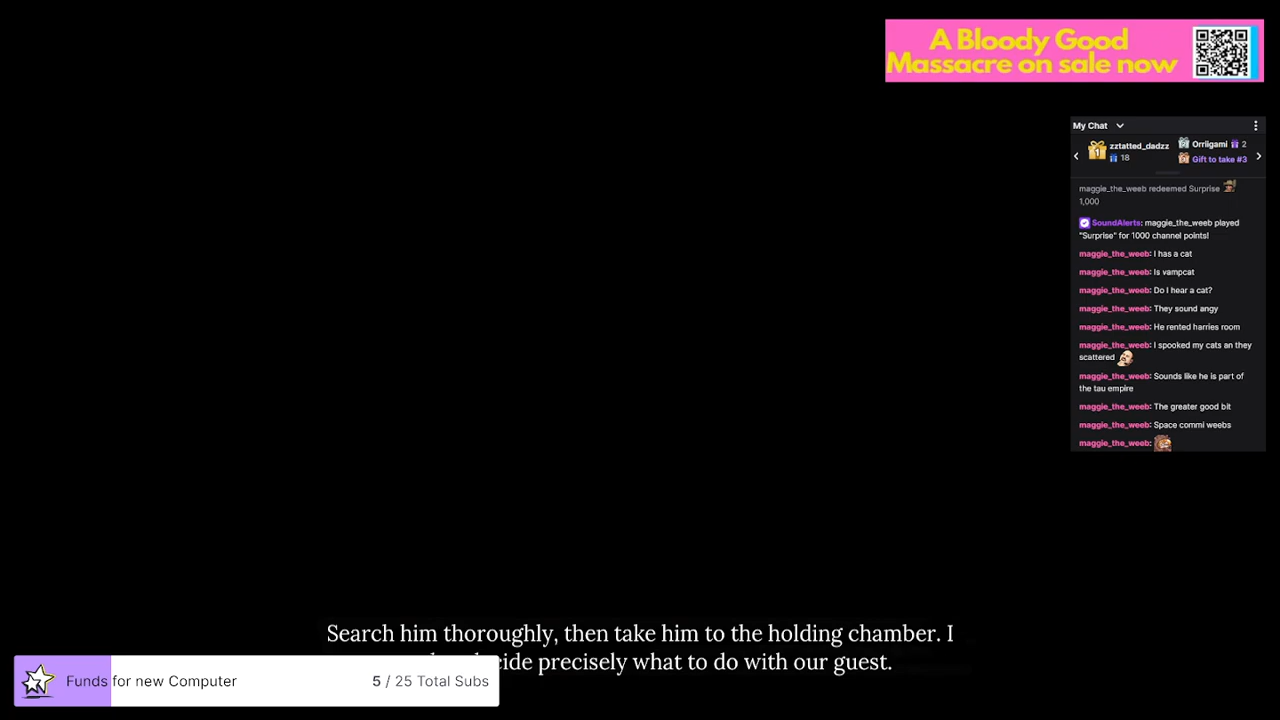 A Bloody Good
Massacre on sale now
My Chat
zztatted_dadzz
18
Orriigami 2
Gift to take #3
maggie_the_weeb redeemed Surprise
1,000
SoundAlerts: maggie_the_weeb played
"Surprise" for 1000 channel points!
maggie_the_weeb: I has a cat
maggie_the_weeb: Is vampcat
maggie_the_weeb: Do I hear a cat?
maggie_the_weeb: They sound angy
maggie_the_weeb: He rented harries room
maggie_the_weeb: I spooked my cats an they
scattered
maggie_the_weeb: Sounds like he is part of
the tau empire
maggie_the_weeb: The greater good bit
maggie_the_weeb: Space commi weebs
maggie_the_weeb:
Search him thoroughly, then take him to the holding chamber. I
precisely what to do with our guest.
Funds for new Computer
5 / 25 Total Subs